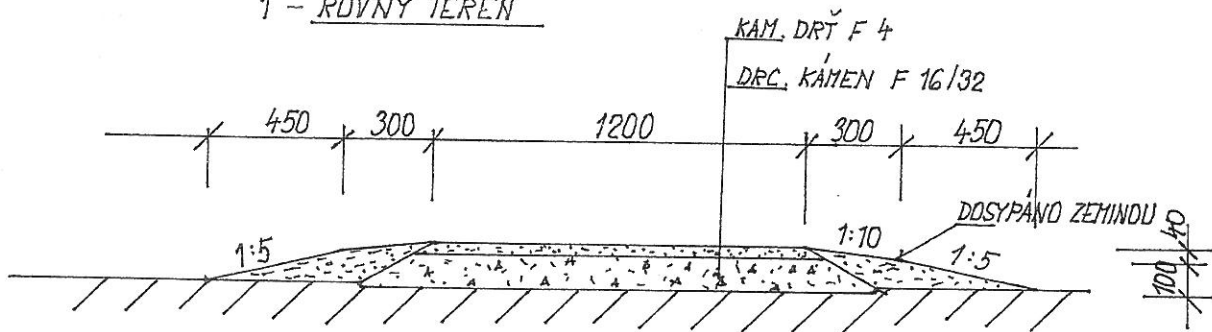 1 - ROVNÝ TERÉN
KAM. DRŤ F 4
DRC. KÁMEN F 16/32
450 300 1200 300 450
DOSYPÁNO ZEMINOU
1:5 1:10 1:5
40
100